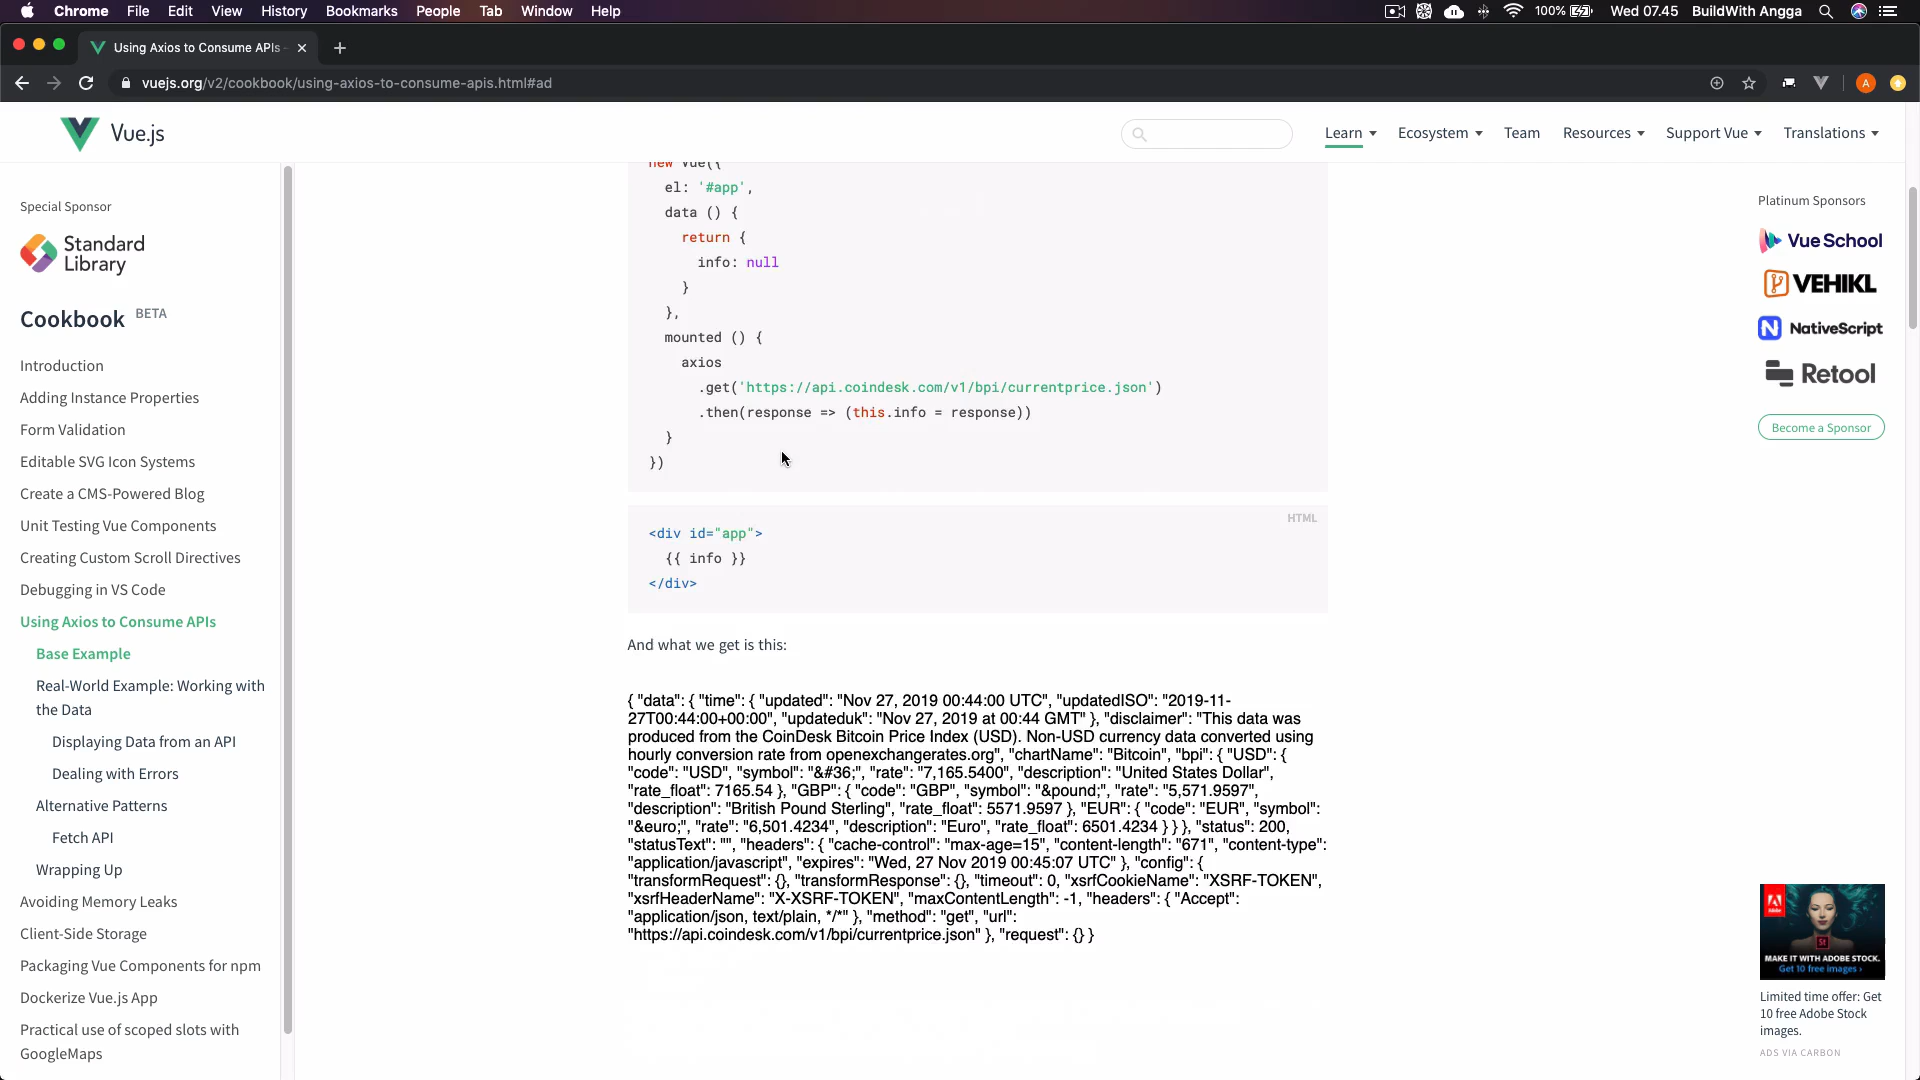 Chrome File Edit View History Bookmarks People Tab Window Help 100% Wed 07.45 BuildWith Angga
Using Axios to Consume APIs
vuejs.org/v2/cookbook/using-axios-to-consume-apis.html#ad
A
Vue.js
Learn Ecosystem Team Resources Support Vue Translations
Special Sponsor
Standard
Library
Cookbook BETA
Introduction
Adding Instance Properties
Form Validation
Editable SVG Icon Systems
Create a CMS-Powered Blog
Unit Testing Vue Components
Creating Custom Scroll Directives
Debugging in VS Code
Using Axios to Consume APIs
Base Example
Real-World Example: Working with
the Data
Displaying Data from an API
Dealing with Errors
Alternative Patterns
Fetch API
Wrapping Up
Avoiding Memory Leaks
Client-Side Storage
Packaging Vue Components for npm
Dockerize Vue.js App
Practical use of scoped slots with
GoogleMaps
new Vue({
el: '#app',
data () {
return {
info: null
}
},
mounted () {
axios
.get('https://api.coindesk.com/v1/bpi/currentprice.json')
.then(response => (this.info = response))
}
})
HTML
<div id="app">
{{ info }}
</div>
And what we get is this:
{ "data": { "time": { "updated": "Nov 27, 2019 00:44:00 UTC", "updatedISO": "2019-11-
27T00:44:00+00:00", "updateduk": "Nov 27, 2019 at 00:44 GMT" }, "disclaimer": "This data was
produced from the CoinDesk Bitcoin Price Index (USD). Non-USD currency data converted using
hourly conversion rate from openexchangerates.org", "chartName": "Bitcoin", "bpi": { "USD": {
"code": "USD", "symbol": "&#36;", "rate": "7,165.5400", "description": "United States Dollar",
"rate_float": 7165.54 }, "GBP": { "code": "GBP", "symbol": "&pound;", "rate": "5,571.9597",
"description": "British Pound Sterling", "rate_float": 5571.9597 }, "EUR": { "code": "EUR", "symbol":
"&euro;", "rate": "6,501.4234", "description": "Euro", "rate_float": 6501.4234 } } }, "status": 200,
"statusText": "", "headers": { "cache-control": "max-age=15", "content-length": "671", "content-type":
"application/javascript", "expires": "Wed, 27 Nov 2019 00:45:07 UTC" }, "config": {
"transformRequest": {}, "transformResponse": {}, "timeout": 0, "xsrfCookieName": "XSRF-TOKEN",
"xsrfHeaderName": "X-XSRF-TOKEN", "maxContentLength": -1, "headers": { "Accept":
"application/json, text/plain, */*" }, "method": "get", "url":
"https://api.coindesk.com/v1/bpi/currentprice.json" }, "request": {} }
Platinum Sponsors
Vue School
VEHIKL
N NativeScript
Retool
Become a Sponsor
St
MAKE IT WITH ADOBE STOCK.
Get 10 free images ›
Limited time offer: Get
10 free Adobe Stock
images.
ADS VIA CARBON